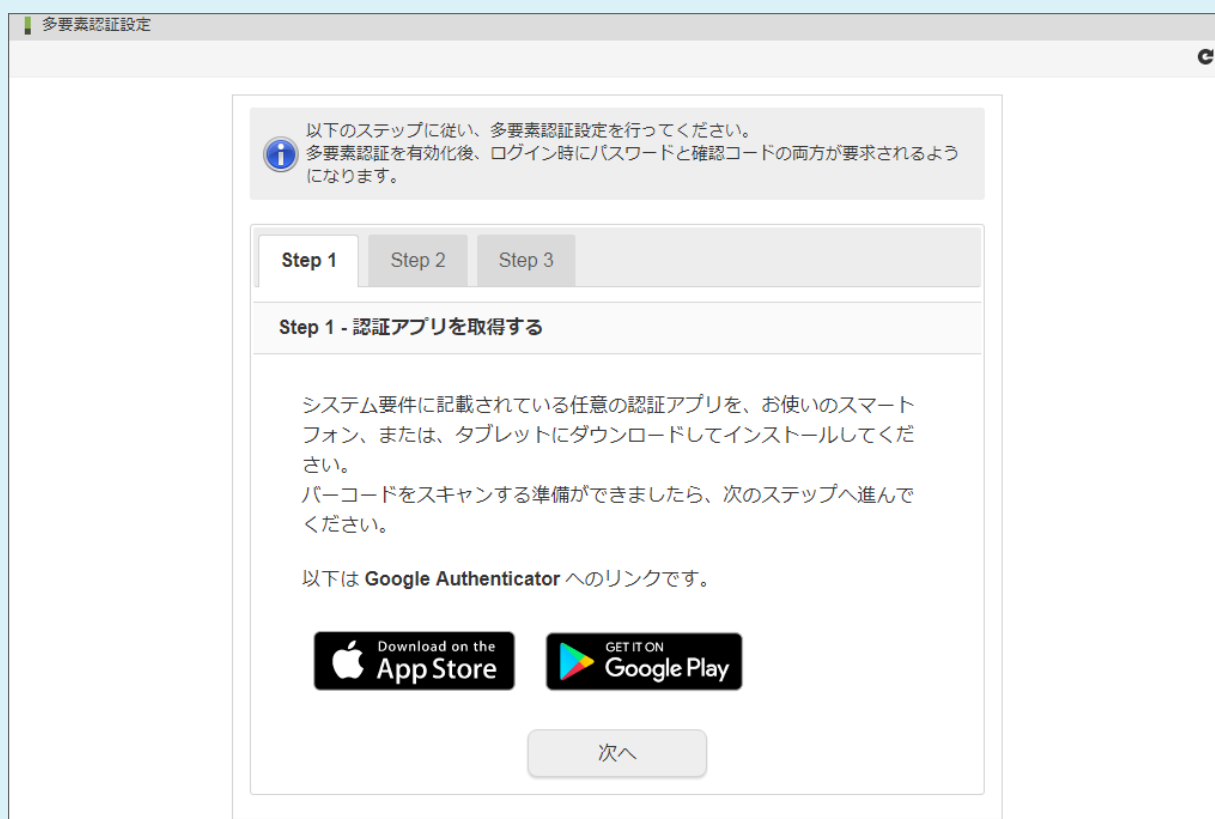 多要素認証設定
以下のステップに従い、多要素認証設定を行ってください。
多要素認証を有効化後、ログイン時にパスワードと確認コードの両方が要求されるよう
になります。
Step 1 Step 2 Step 3
Step 1 - 認証アプリを取得する
システム要件に記載されている任意の認証アプリを、お使いのスマート
フォン、または、タブレットにダウンロードしてインストールしてくだ
さい。
バーコードをスキャンする準備ができましたら、次のステップへ進んで
ください。
以下は Google Authenticator へのリンクです。
Download on the
App Store
GET IT ON
Google Play
次へ